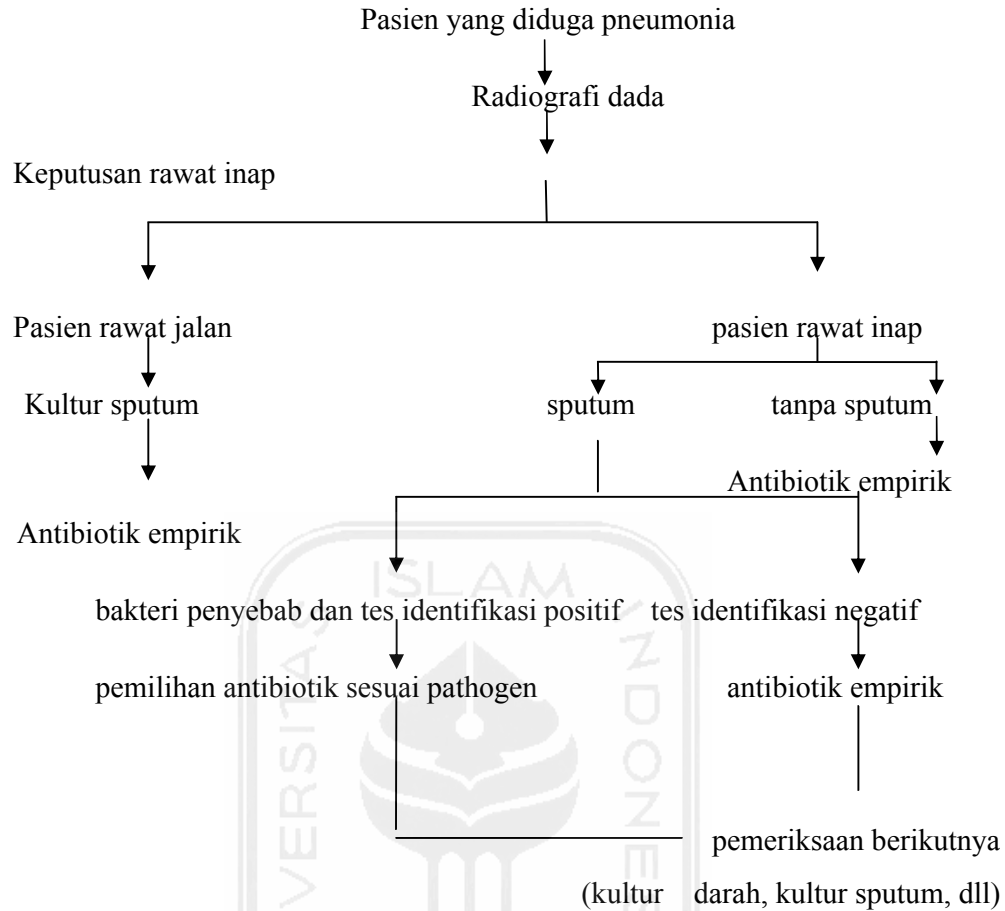 Pasien yang diduga pneumonia
Radiografi dada
Keputusan rawat inap
Pasien rawat jalan
pasien rawat inap
Kultur sputum
sputum
tanpa sputum
Antibiotik empirik
Antibiotik empirik
ISLAM
bakteri penyebab dan tes identifikasi positif
tes identifikasi negatif
pemilihan antibiotik sesuai pathogen
antibiotik empirik
pemeriksaan berikutnya
(kultur darah, kultur sputum, dll)